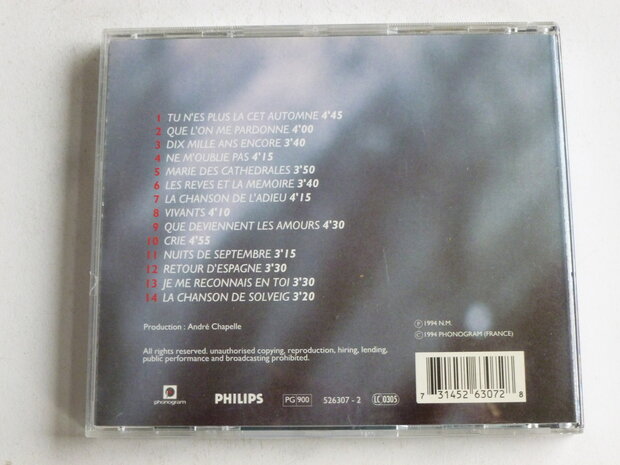 1 TU N'ES PLUS LA CET AUTOMNE 4'45
2 QUE L'ON ME PARDONNE 4'00
3 DIX MILLE ANS ENCORE 3'40
4 NE M'OUBLIE PAS 4'15
5 MARIE DES CATHEDRALES 3'50
6 LES REVES ET LA MEMOIRE 3'40
7 LA CHANSON DE L'ADIEU 4'15
8 VIVANTS 4'10
9 QUE DEVIENNENT LES AMOURS 4'30
10 CRIE 4'55
11 NUITS DE SEPTEMBRE 3'15
12 RETOUR D'ESPAGNE 3'30
13 JE ME RECONNAIS EN TOI 3'30
14 LA CHANSON DE SOLVEIG 3'20
Production : André Chapelle
℗ 1994 N.M.
© 1994 PHONOGRAM (FRANCE)
All rights reserved. unauthorised copying, reproduction, hiring, lending,
public performance and broadcasting prohibited.
phonogram
PHILIPS
PG 900
526307 - 2
LC 0305
7 31452 63072 8